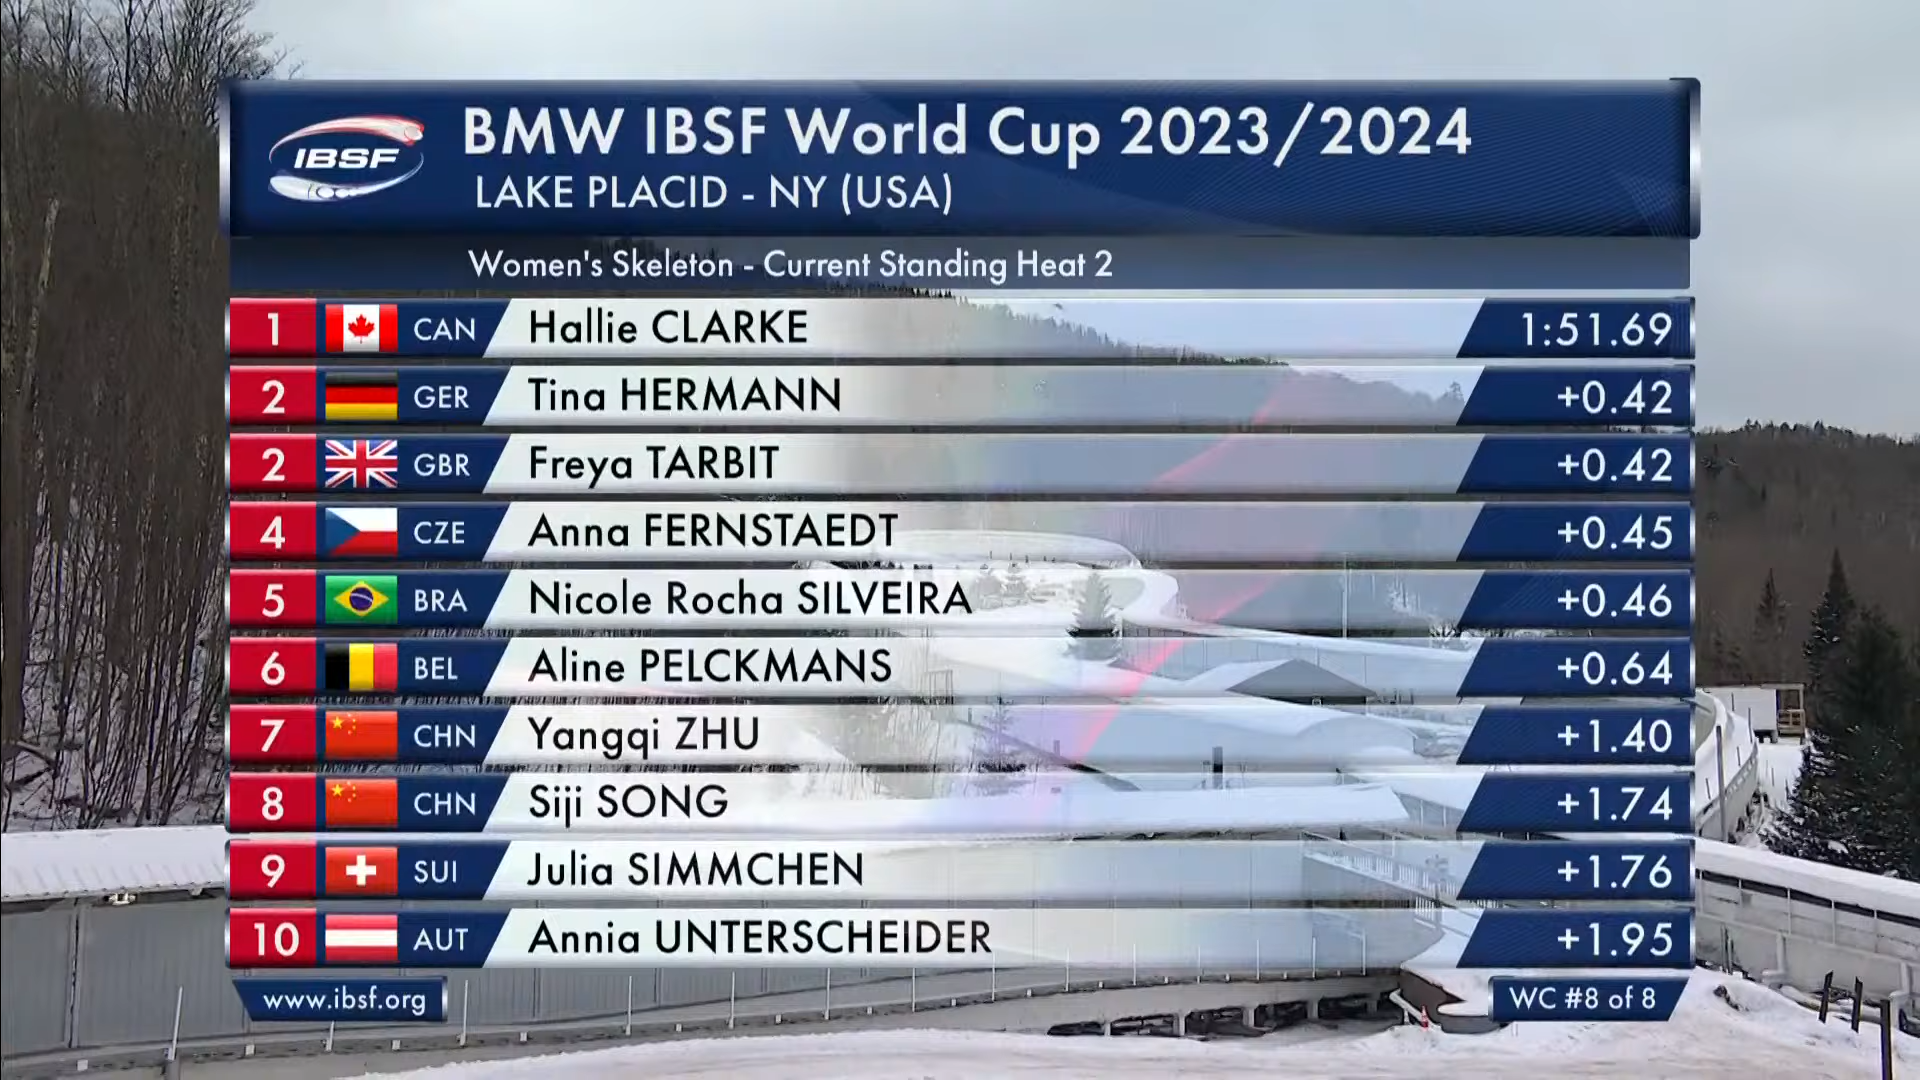 IBSF
BMW IBSF World Cup 2023/2024
LAKE PLACID - NY (USA)
Women's Skeleton - Current Standing Heat 2
1 CAN Hallie CLARKE 1:51.69
2 GER Tina HERMANN +0.42
2 GBR Freya TARBIT +0.42
4 CZE Anna FERNSTAEDT +0.45
5 BRA Nicole Rocha SILVEIRA +0.46
6 BEL Aline PELCKMANS +0.64
7 CHN Yangqi ZHU +1.40
8 CHN Siji SONG +1.74
9 SUI Julia SIMMCHEN +1.76
10 AUT Annia UNTERSCHEIDER +1.95
www.ibsf.org WC #8 of 8